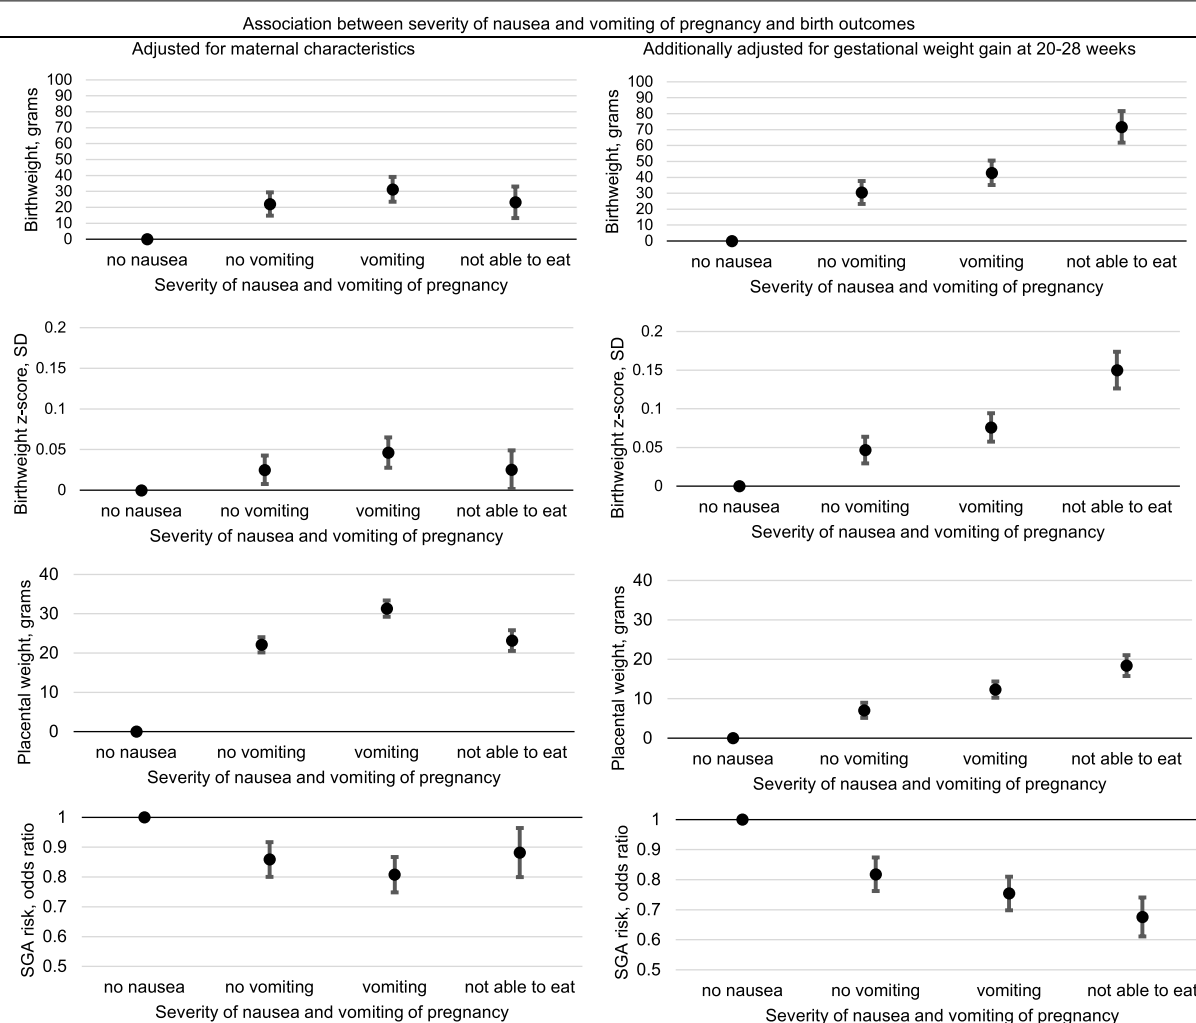 Association between severity of nausea and vomiting of pregnancy and birth outcomes
Adjusted for maternal characteristics
Birthweight, grams
100
90
80
70
60
50
40
30
20
10
0
no nausea no vomiting vomiting not able to eat
Severity of nausea and vomiting of pregnancy
Additionally adjusted for gestational weight gain at 20-28 weeks
Birthweight, grams
100
90
80
70
60
50
40
30
20
10
0
no nausea no vomiting vomiting not able to eat
Severity of nausea and vomiting of pregnancy
Birthweight z-score, SD
0.2
0.15
0.1
0.05
0
no nausea no vomiting vomiting not able to eat
Severity of nausea and vomiting of pregnancy
Birthweight z-score, SD
0.2
0.15
0.1
0.05
0
no nausea no vomiting vomiting not able to eat
Severity of nausea and vomiting of pregnancy
Placental weight, grams
40
30
20
10
0
no nausea no vomiting vomiting not able to eat
Severity of nausea and vomiting of pregnancy
Placental weight, grams
40
30
20
10
0
no nausea no vomiting vomiting not able to eat
Severity of nausea and vomiting of pregnancy
SGA risk, odds ratio
1
0.9
0.8
0.7
0.6
0.5
no nausea no vomiting vomiting not able to eat
Severity of nausea and vomiting of pregnancy
SGA risk, odds ratio
1
0.9
0.8
0.7
0.6
0.5
no nausea no vomiting vomiting not able to eat
Severity of nausea and vomiting of pregnancy